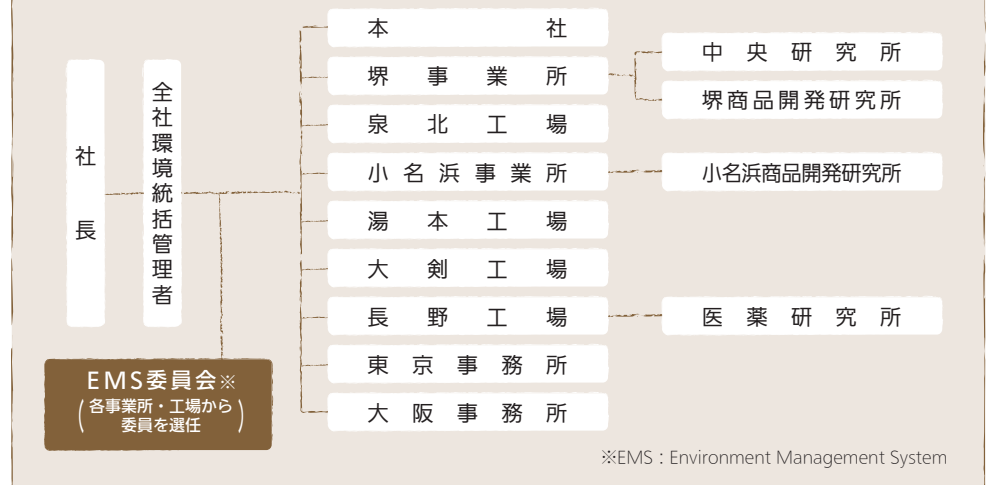 社長
全社環境統括管理者
EMS委員会※
(各事業所・工場から
委員を選任)
本社
堺事業所
泉北工場
小名浜事業所
湯本工場
大剣工場
長野工場
東京事務所
大阪事務所
中央研究所
堺商品開発研究所
小名浜商品開発研究所
医薬研究所
※EMS：Environment Management System